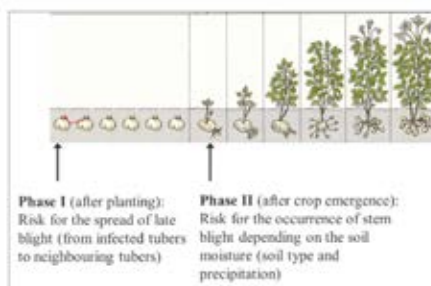 Phase I (after planting):
Risk for the spread of late
blight (from infected tubers
to neighbouring tubers)
Phase II (after crop emergence):
Risk for the occurrence of stem
blight depending on the soil
moisture (soil type and
precipitation)